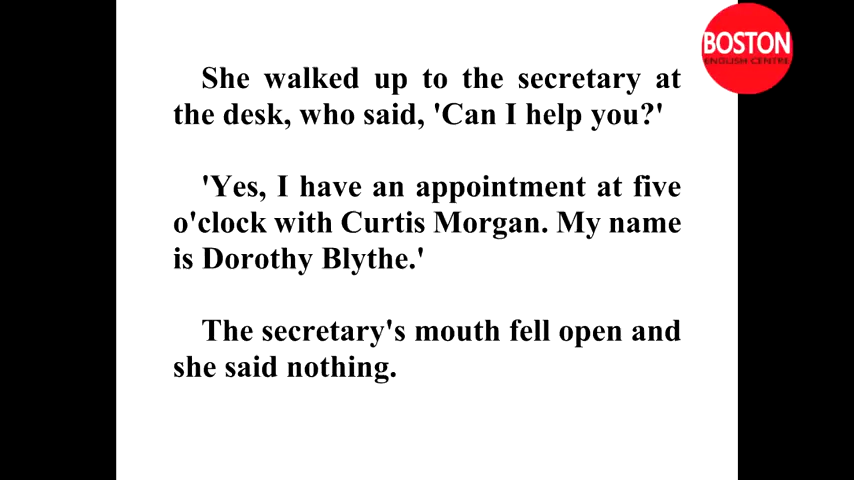 BOSTON
ENGLISH CENTRE
She walked up to the secretary at
the desk, who said, 'Can I help you?'
'Yes, I have an appointment at five
o'clock with Curtis Morgan. My name
is Dorothy Blythe.'
The secretary's mouth fell open and
she said nothing.